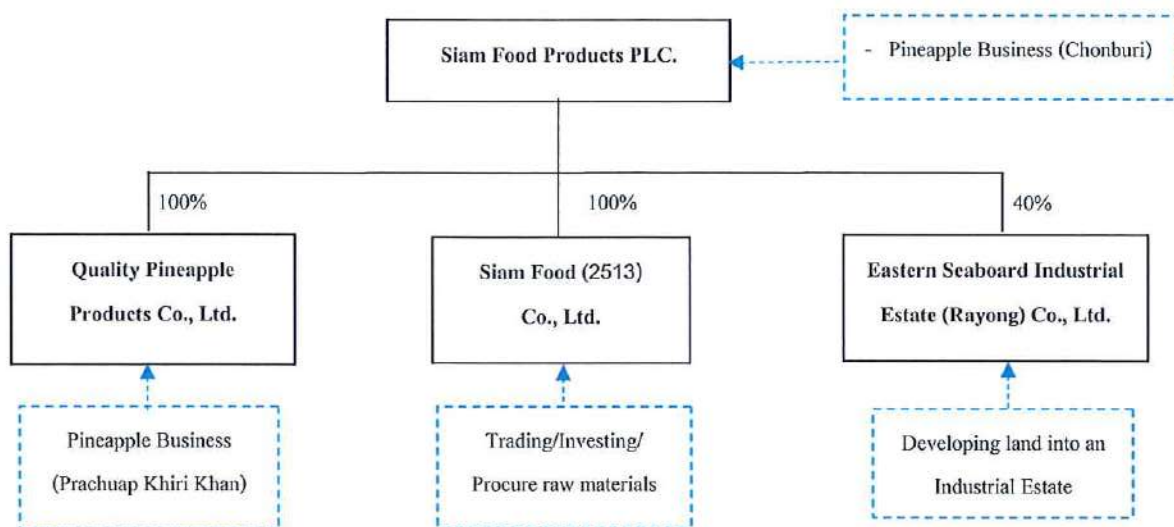 Siam Food Products PLC.
- Pineapple Business (Chonburi)
100%
100%
40%
Quality Pineapple
Products Co., Ltd.
Siam Food (2513)
Co., Ltd.
Eastern Seaboard Industrial
Estate (Rayong) Co., Ltd.
Pineapple Business
(Prachuap Khiri Khan)
Trading/Investing/
Procure raw materials
Developing land into an
Industrial Estate